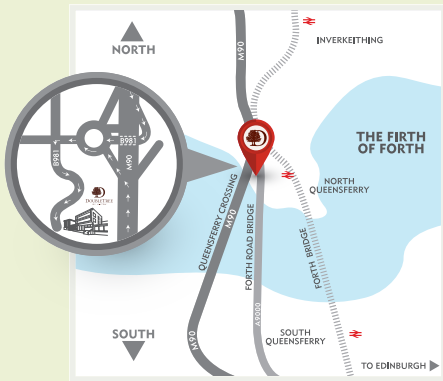 NORTH
M90
INVERKEITHING
B981
B981
M90
DOUBLETREE
D
THE FIRTH
OF FORTH
NORTH
QUEENSFERRY
QUEENSFERRY CROSSING
M90
FORTH ROAD BRIDGE
FORTH BRIDGE
A9000
M90
SOUTH
SOUTH
QUEENSFERRY
TO EDINBURGH